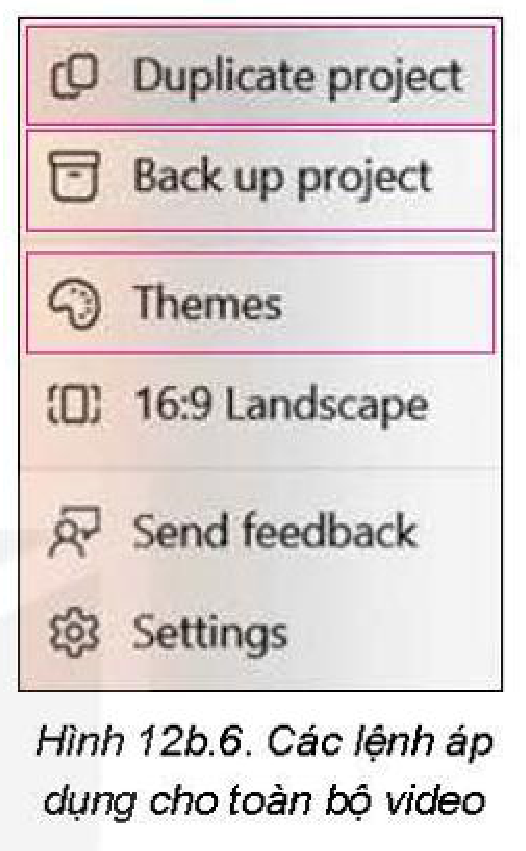 Duplicate project
Back up project
Themes
16:9 Landscape
Send feedback
Settings
Hình 12b.6. Các lệnh áp
dụng cho toàn bộ video